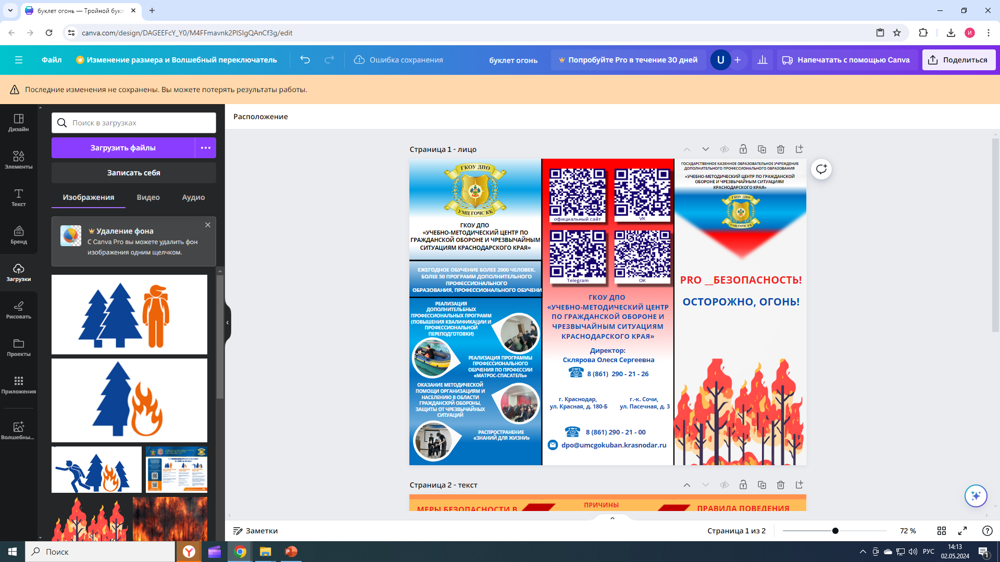 буклет огонь — Тройной букл
canva.com/design/DAGEEFcY_Y0/M4FFmavnk2PlSIgQAnCf3g/edit
И
Файл
Изменение размера и Волшебный переключатель
Ошибка сохранения
буклет огонь
Попробуйте Pro в течение 30 дней
U
Напечатать с помощью Canva
Поделиться
Последние изменения не сохранены. Вы можете потерять результаты работы.
Дизайн
Элементы
Текст
Бренд
Загрузки
Рисовать
Проекты
Приложения
Волшебны...
Поиск в загрузках
Загрузить файлы
Записать себя
Изображения
Видео
Аудио
Удаление фона
С Canva Pro вы можете удалить фон
изображения одним щелчком.
Расположение
Страница 1 - лицо
ГКОУ ДПО
УМЦ ГОЧС КК
ГКОУ ДПО
«УЧЕБНО-МЕТОДИЧЕСКИЙ ЦЕНТР ПО
ГРАЖДАНСКОЙ ОБОРОНЕ И ЧРЕЗВЫЧАЙНЫМ
СИТУАЦИЯМ КРАСНОДАРСКОГО КРАЯ»
ЕЖЕГОДНОЕ ОБУЧЕНИЕ БОЛЕЕ 2000 ЧЕЛОВЕК.
БОЛЕЕ 50 ПРОГРАММ ДОПОЛНИТЕЛЬНОГО
ПРОФЕССИОНАЛЬНОГО
ОБРАЗОВАНИЯ, ПРОФЕССИОНАЛЬНОГО ОБУЧЕНИ
РЕАЛИЗАЦИЯ
ДОПОЛНИТЕЛЬБНЫХ
ПРОФЕССИОНАЛЬНЫХ ПРОГРАММ
(ПОВЫШЕНИЯ КВАЛИФИКАЦИИ И
ПРОФЕССИОНАЛЬНОЙ
ПЕРЕПОДГОТОВКИ)
РЕАЛИЗАЦИЯ ПРОГРАММЫ
ПРОФЕССИОНАЛЬНОГО
ОБУЧЕНИЯ ПО ПРОФЕССИИ
«МАТРОС-СПАСАТЕЛЬ»
ОКАЗАНИЕ МЕТОДИЧЕСКОЙ
ПОМОЩИ ОРГАНИЗАЦИЯМ И
НАСЕЛЕНИЮ В ОБЛАСТИ
ГРАЖДАНСКРЙ ОБОРОНЫ,
ЗАЩИТЫ ОТ ЧРЕЗВЫЧАЙНЫХ
СИТУАЦИЙ
РАСПРОСТРАНЕНИЕ
«ЗНАНИЙ ДЛЯ ЖИЗНИ»
официальный сайт
VK
Telegram
OK
ГКОУ ДПО
«УЧЕБНО-МЕТОДИЧЕСКИЙ ЦЕНТР
ПО ГРАЖДАНСКОЙ ОБОРОНЕ И
ЧРЕЗВЫЧАЙНЫМ СИТУАЦИЯМ
КРАСНОДАРСКОГО КРАЯ»
Директор:
Склярова Олеся Сергеевна
8 (861) 290 - 21 - 26
г. Краснодар,
ул. Красная, д. 180-Б
г.-к. Сочи,
ул. Пасечная, д. 3
8 (861) 290 - 21 - 00
dpo@umcgokuban.krasnodar.ru
ГОСУДАРСТВЕННОЕ КАЗЕННОЕ ОБРАЗОВАТЕЛЬНОЕ УЧРЕЖДЕНИЕ
ДОПОЛНИТЕЛЬНОГО ПРОФЕССИОНАЛЬНОГО ОБРАЗОВАНИЯ
«УЧЕБНО-МЕТОДИЧЕСКИЙ ЦЕНТР ПО ГРАЖДАНСКОЙ
ОБОРОНЕ И ЧРЕЗВЫЧАЙНЫМ СИТУАЦИЯМ
КРАСНОДАРСКОГО КРАЯ»
ГКОУ ДПО
УМЦ ГОЧС КК
PRO __БЕЗОПАСНОСТЬ!
ОСТОРОЖНО, ОГОНЬ!
Страница 2 - текст
МЕРЫ БЕЗОПАСНОСТИ В
ПРИЧИНЫ
ПРАВИЛА ПОВЕДЕНИЯ
Заметки
Страница 1 из 2
72 %
Поиск
РУС
14:13
02.05.2024
1